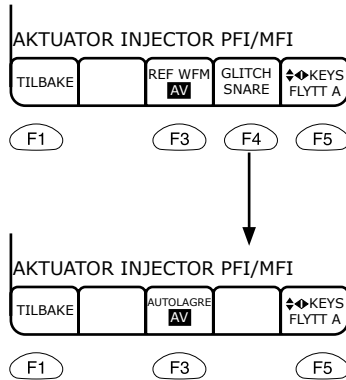 AKTUATOR INJECTOR PFI/MFI
TILBAKE
REF WFM
AV
GLITCH
SNARE
KEYS
FLYTT A
F1
F3
F4
F5
AKTUATOR INJECTOR PFI/MFI
TILBAKE
AUTOLAGRE
AV
KEYS
FLYTT A
F1
F3
F5